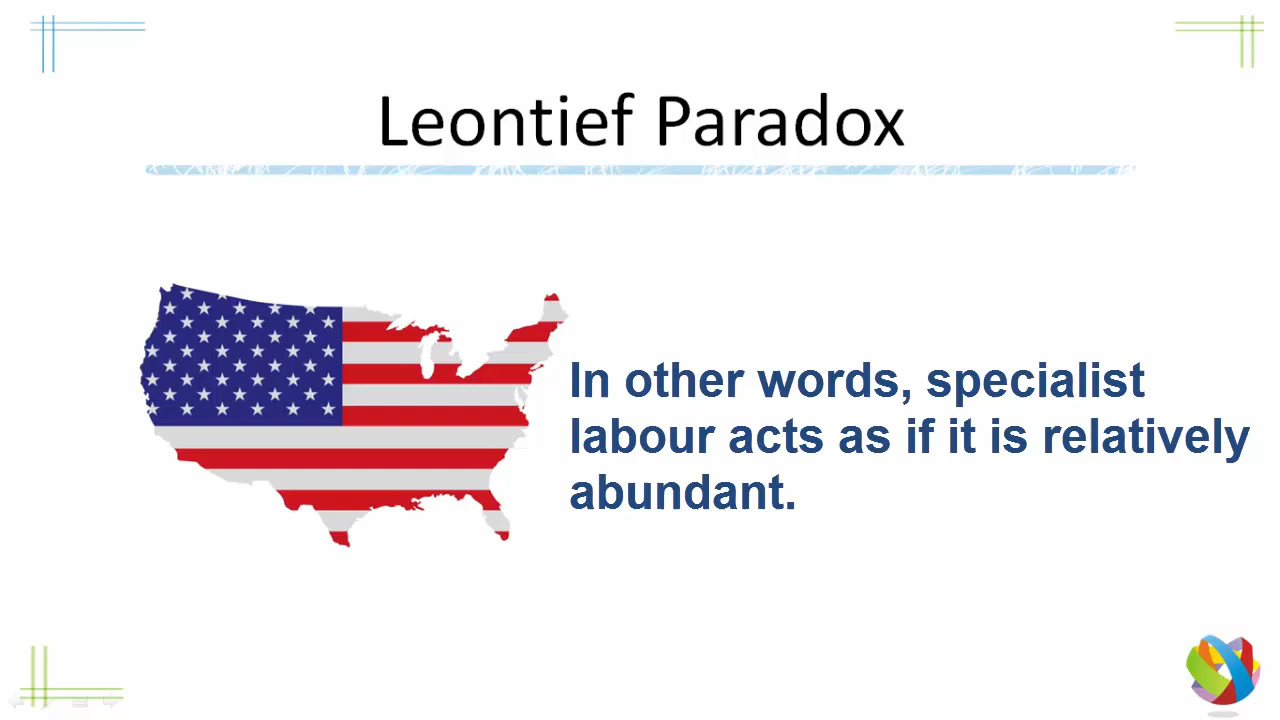 Leontief Paradox
In other words, specialist
labour acts as if it is relatively
abundant.